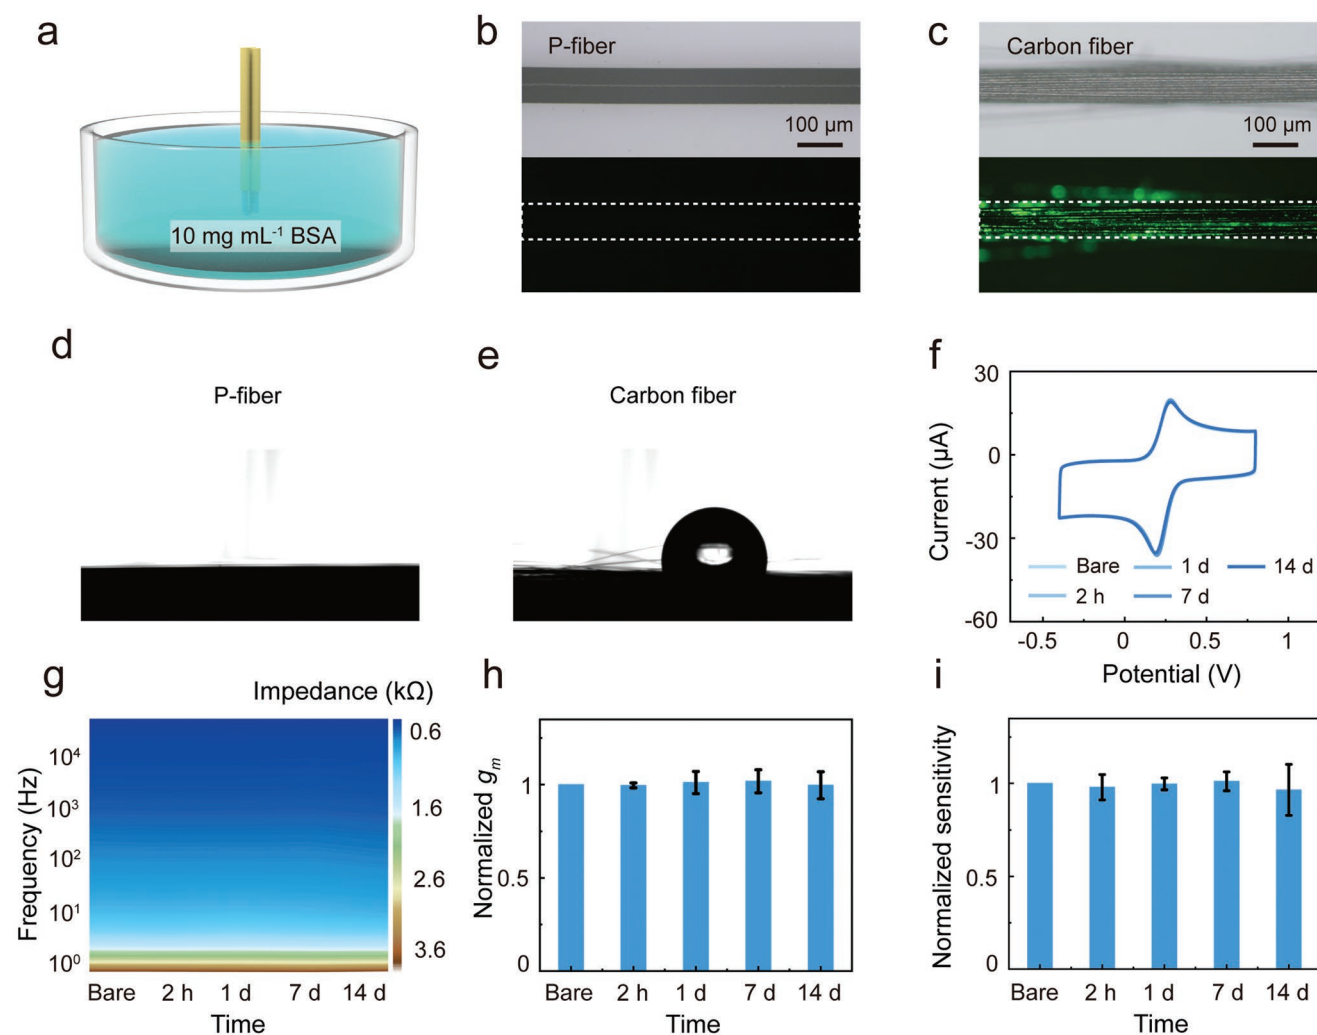 a
10 mg mL⁻¹ BSA
b
P-fiber
100 μm
c
Carbon fiber
100 μm
d
P-fiber
e
Carbon fiber
f
Current (μA)
30
0
-30
-60
Bare
1 d
14 d
2 h
7 d
-0.5
0
0.5
1
Potential (V)
g
Impedance (kΩ)
Frequency (Hz)
10⁴
10³
10²
10¹
10⁰
0.6
1.6
2.6
3.6
Bare
2 h
1 d
7 d
14 d
Time
h
Normalized gₘ
1
0.5
0
Bare
2 h
1 d
7 d
14 d
Time
i
Normalized sensitivity
1
0.5
0
Bare
2 h
1 d
7 d
14 d
Time